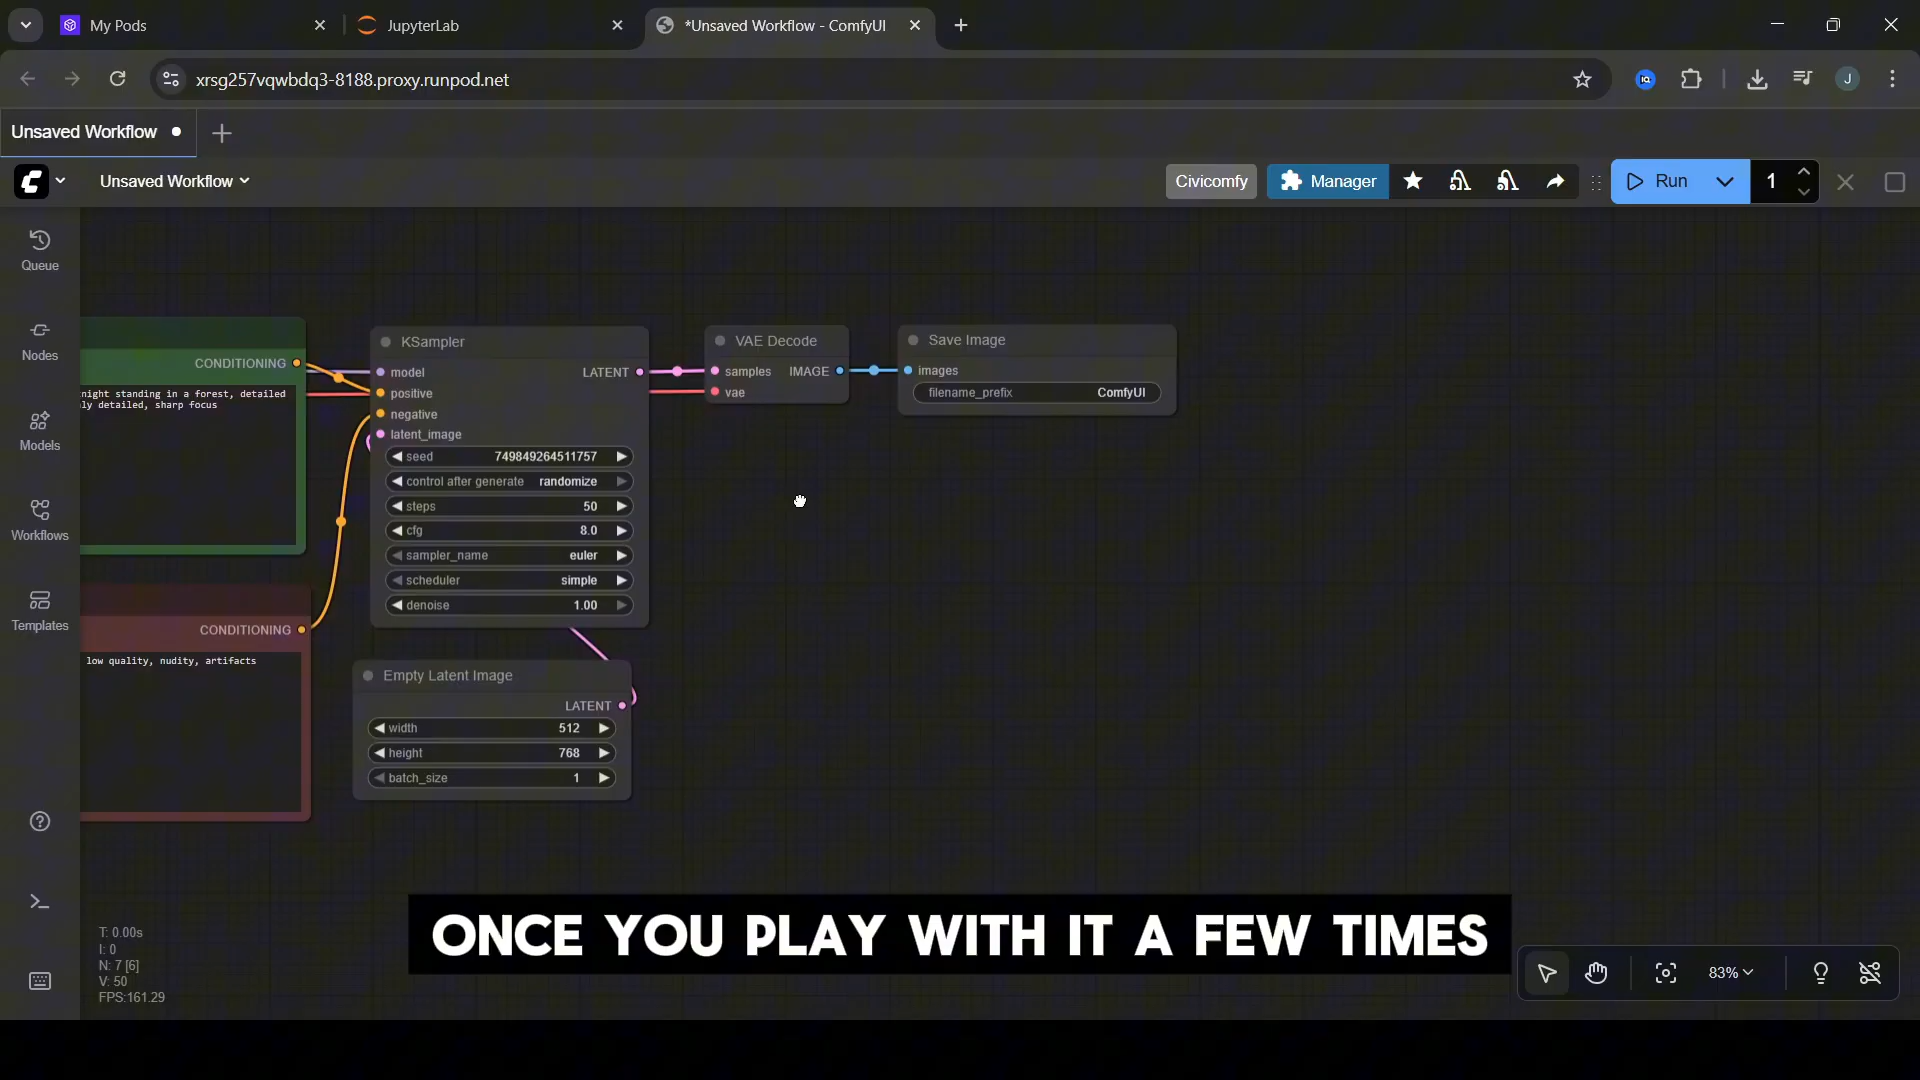 My Pods
JupyterLab
*Unsaved Workflow - ComfyUI
xrsg257vqwbdq3-8188.proxy.runpod.net
J
Unsaved Workflow
Unsaved Workflow
Civicomfy
Manager
Run
1
Queue
Nodes
Models
Workflows
Templates
CONDITIONING
night standing in a forest, detailed
ly detailed, sharp focus
CONDITIONING
low quality, nudity, artifacts
KSampler
model
LATENT
positive
negative
latent_image
seed 749849264511757
control after generate randomize
steps 50
cfg 8.0
sampler_name euler
scheduler simple
denoise 1.00
Empty Latent Image
LATENT
width 512
height 768
batch_size 1
VAE Decode
samples IMAGE
vae
Save Image
images
filename_prefix ComfyUI
T: 0.00s
I: 0
N: 7 [6]
V: 50
FPS:161.29
ONCE YOU PLAY WITH IT A FEW TIMES
83%